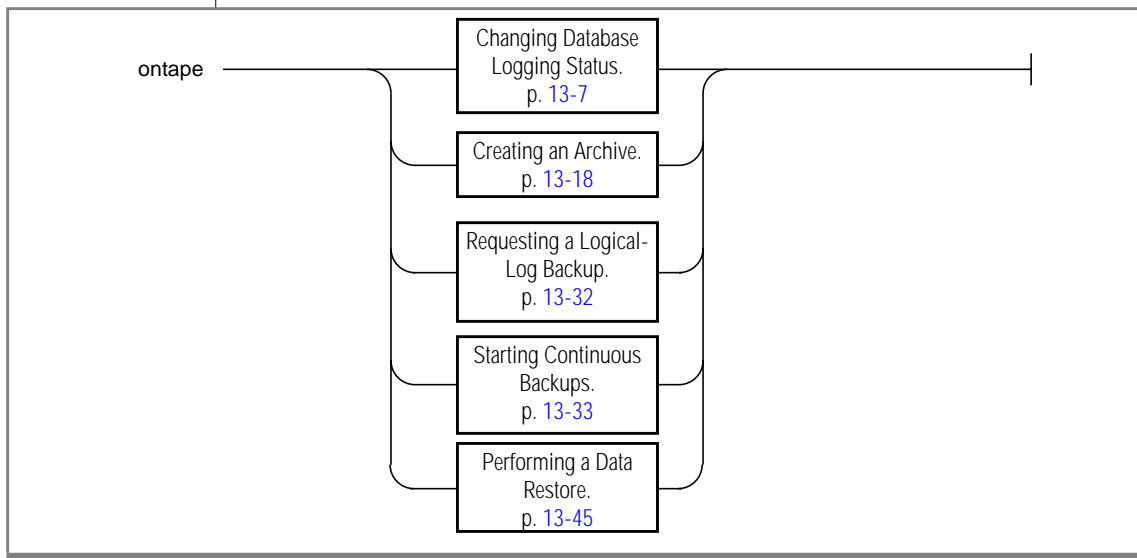 ontape
Changing Database
Logging Status.
p. 13-7
Creating an Archive.
p. 13-18
Requesting a Logical-
Log Backup.
p. 13-32
Starting Continuous
Backups.
p. 13-33
Performing a Data
Restore.
p. 13-45